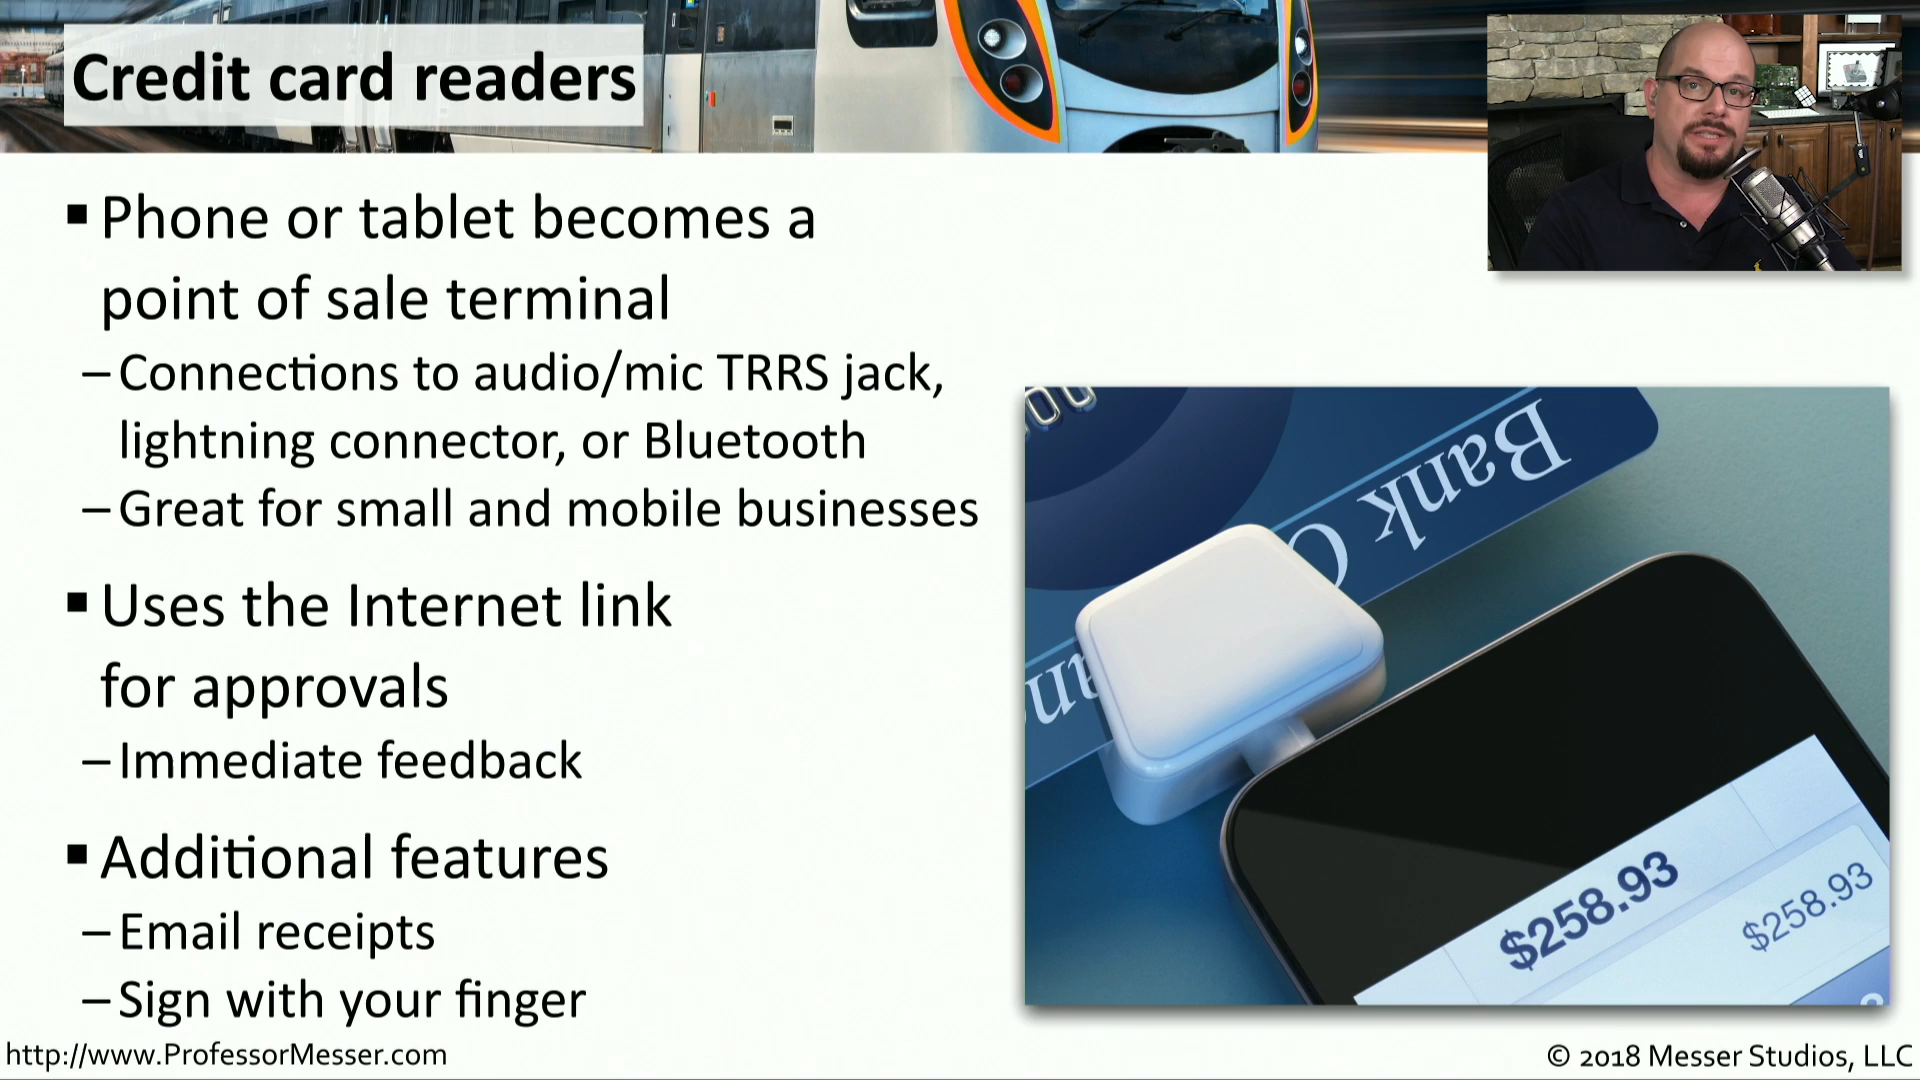 Credit card readers
▪ Phone or tablet becomes a
point of sale terminal
– Connections to audio/mic TRRS jack,
lightning connector, or Bluetooth
– Great for small and mobile businesses
▪ Uses the Internet link
for approvals
– Immediate feedback
▪ Additional features
– Email receipts
– Sign with your finger
Bank C
$258.93
$258.93
http://www.ProfessorMesser.com
© 2018 Messer Studios, LLC